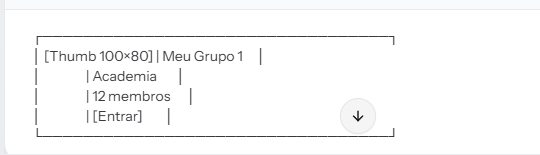 [Thumb 100×80] | Meu Grupo 1 |
| Academia |
| 12 membros |
| [Entrar] |